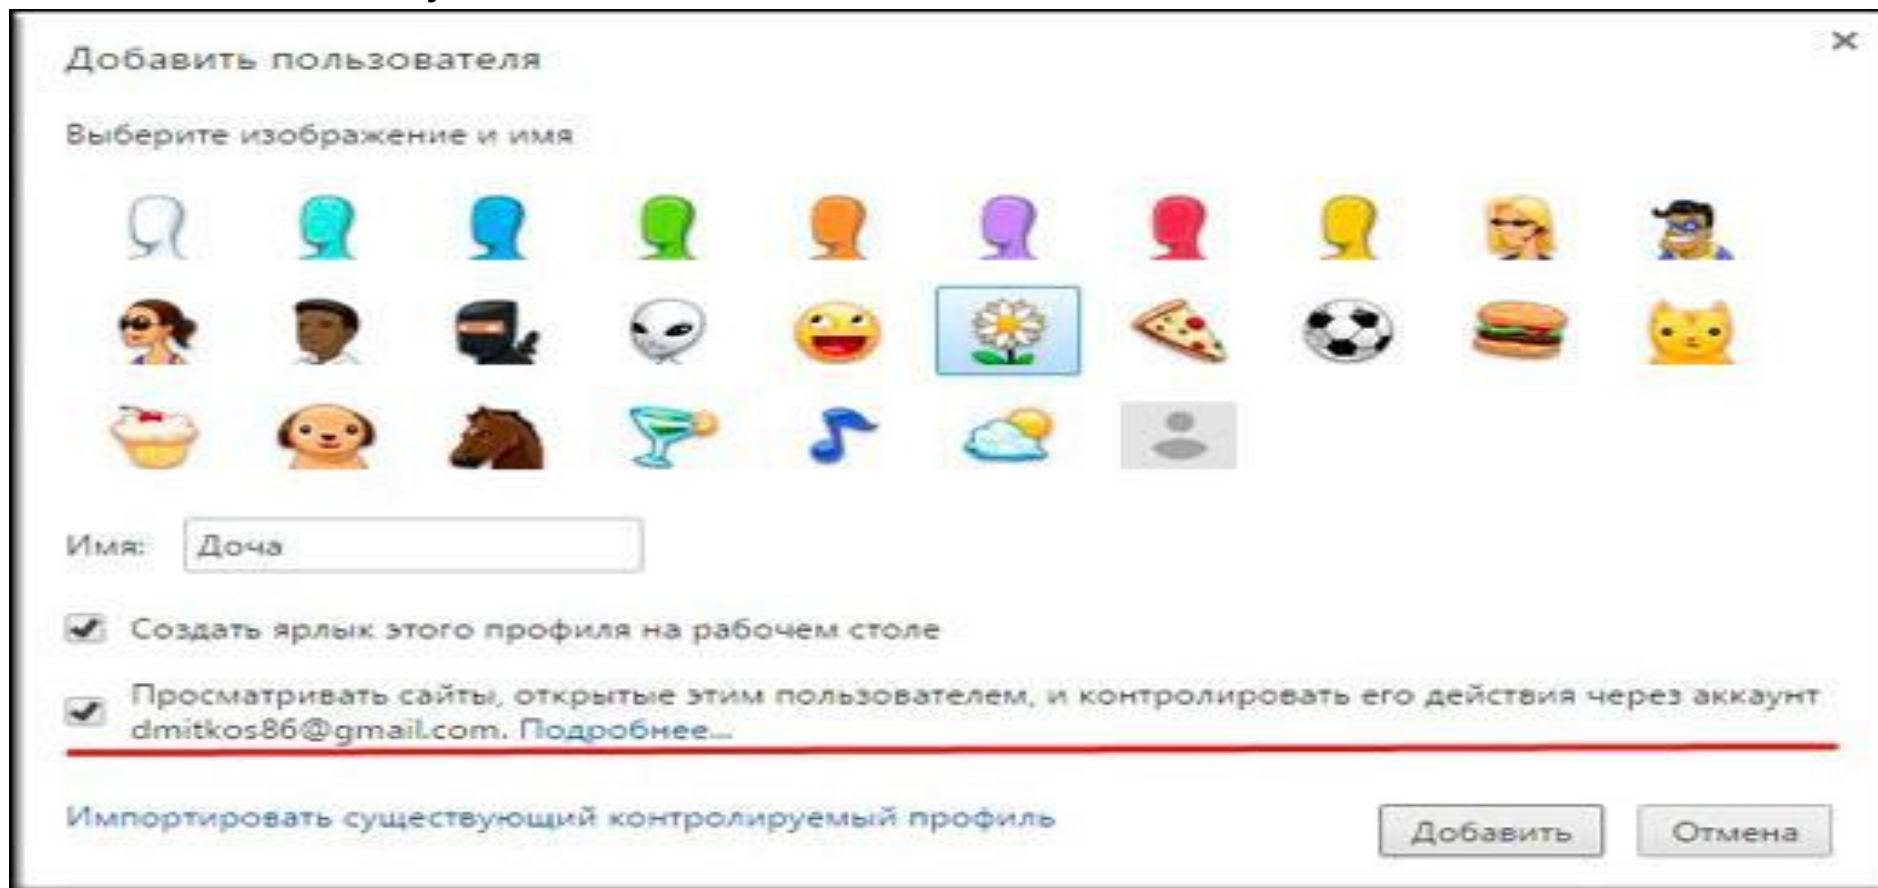 Добавить пользователя
Выберите изображение и имя
Имя: Доча
Создать ярлык этого профиля на рабочем столе
Просматривать сайты, открытые этим пользователем, и контролировать его действия через аккаунт
dmitkos86@gmail.com. Подробнее...
Импортировать существующий контролируемый профиль
Добавить Отмена